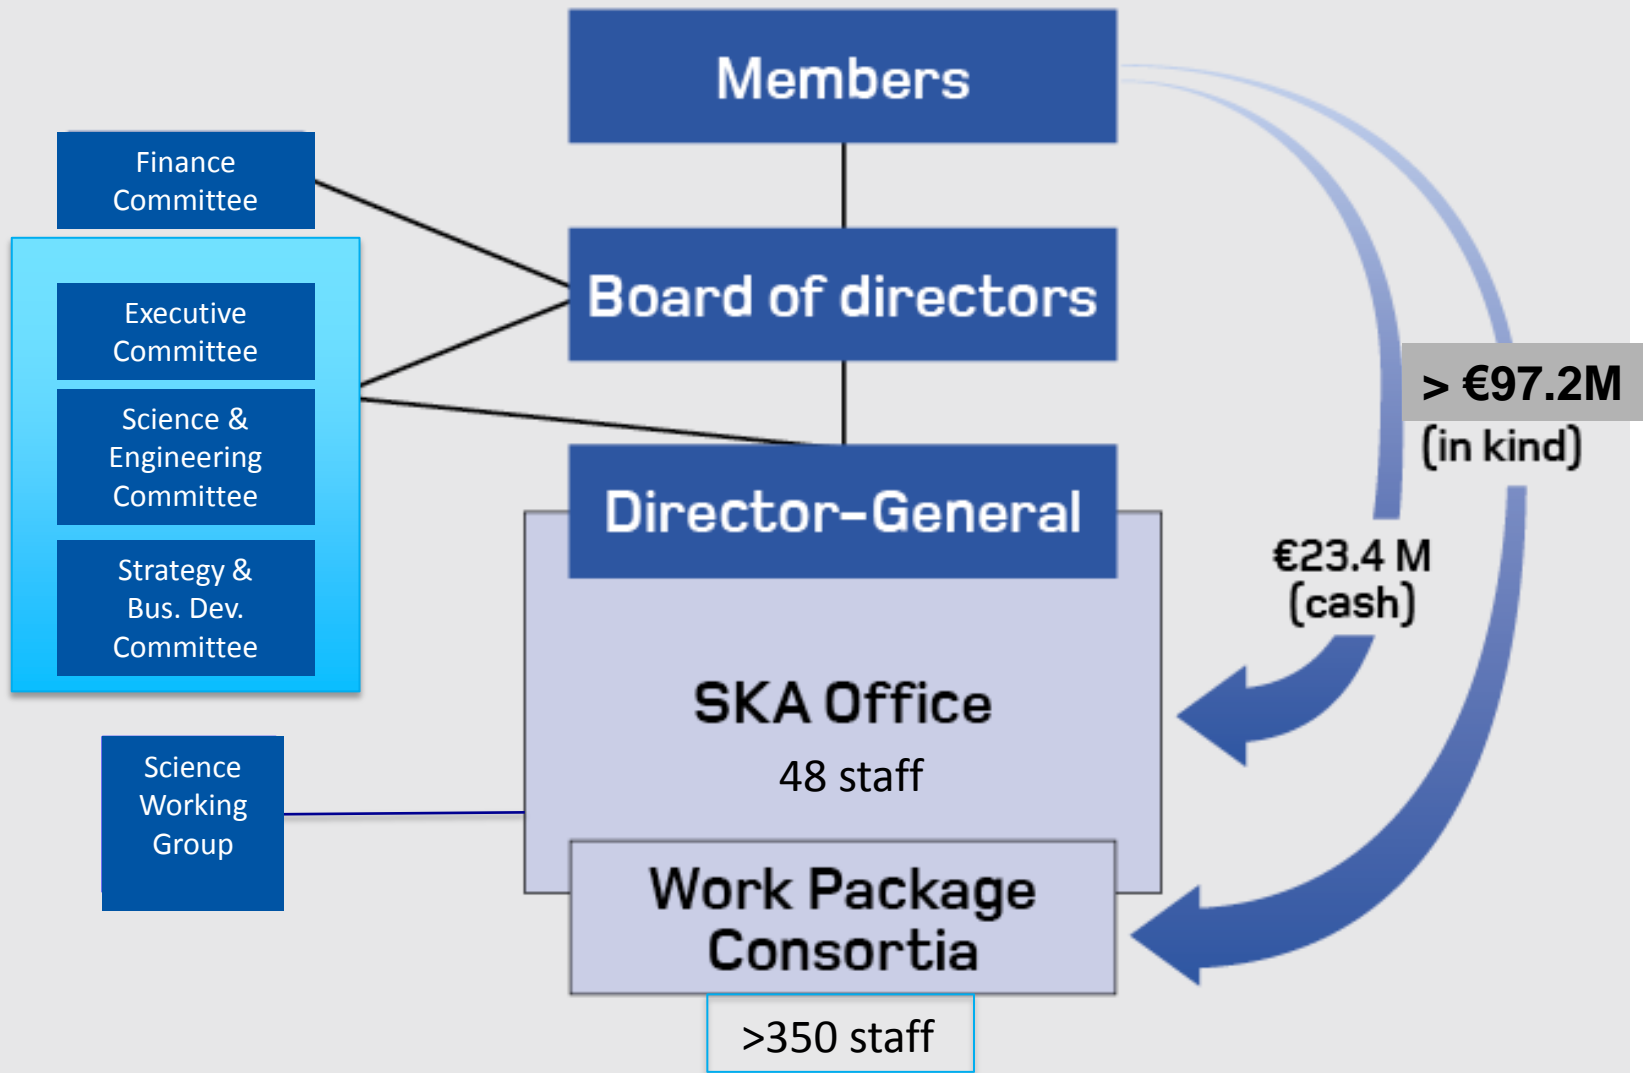 Members
Finance
Committee
Executive
Committee
Science &
Engineering
Committee
Strategy &
Bus. Dev.
Committee
Science
Working
Group
Board of directors
Director-General
SKA Office
48 staff
Work Package
Consortia
>350 staff
> €97.2M
(in kind)
€23.4 M
(cash)